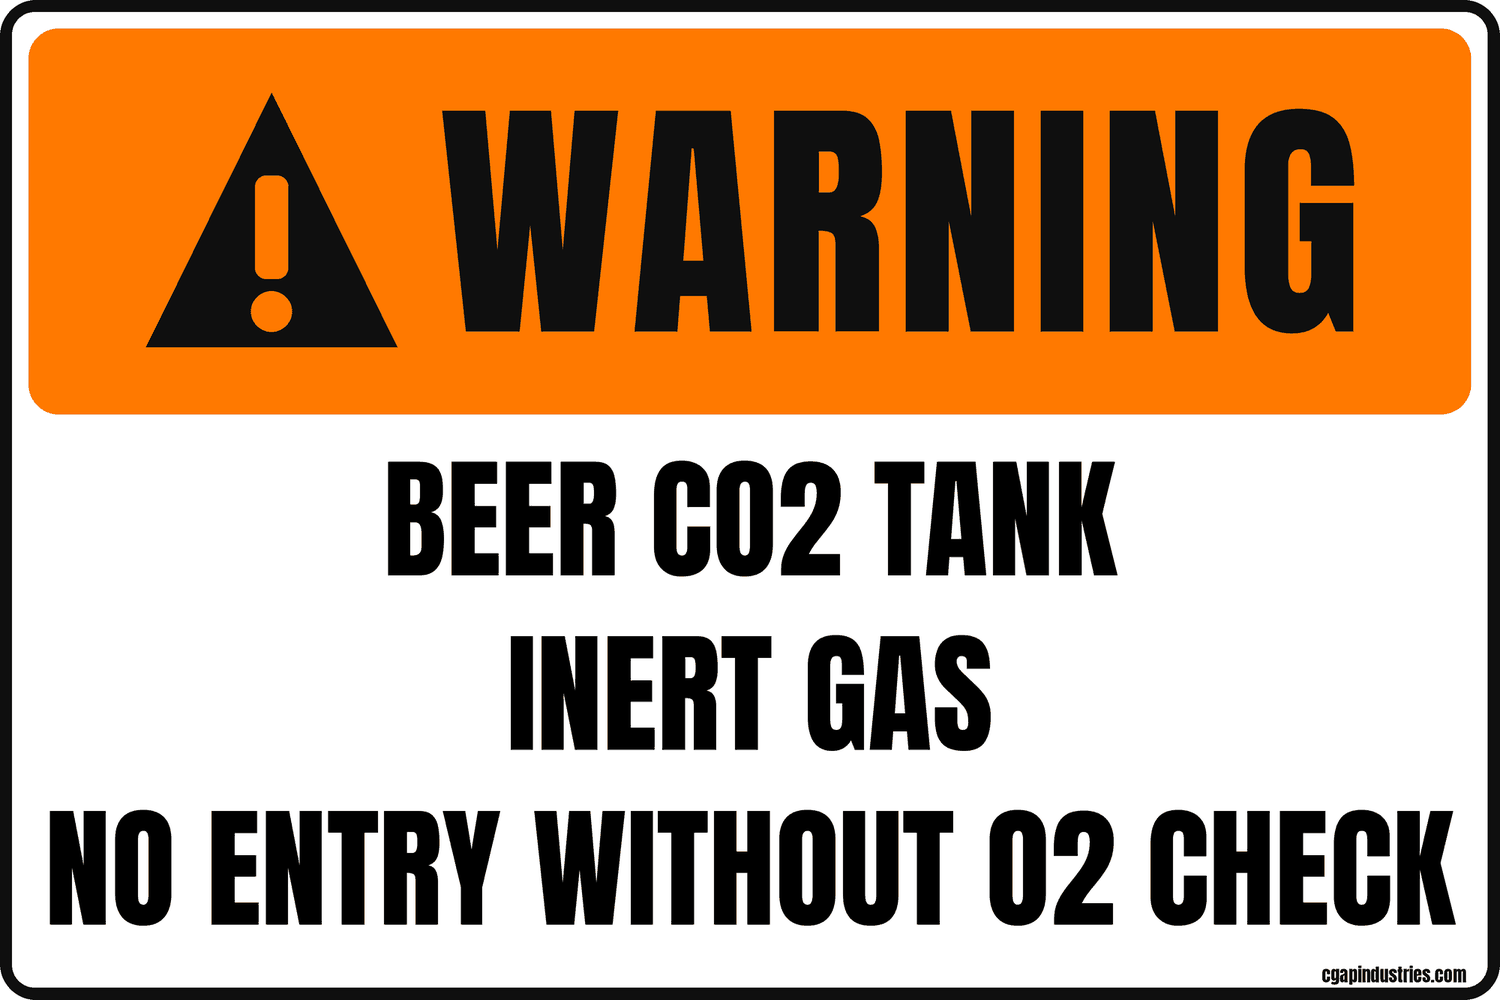 WARNING
BEER CO2 TANK
INERT GAS
NO ENTRY WITHOUT O2 CHECK
cgapindustries.com